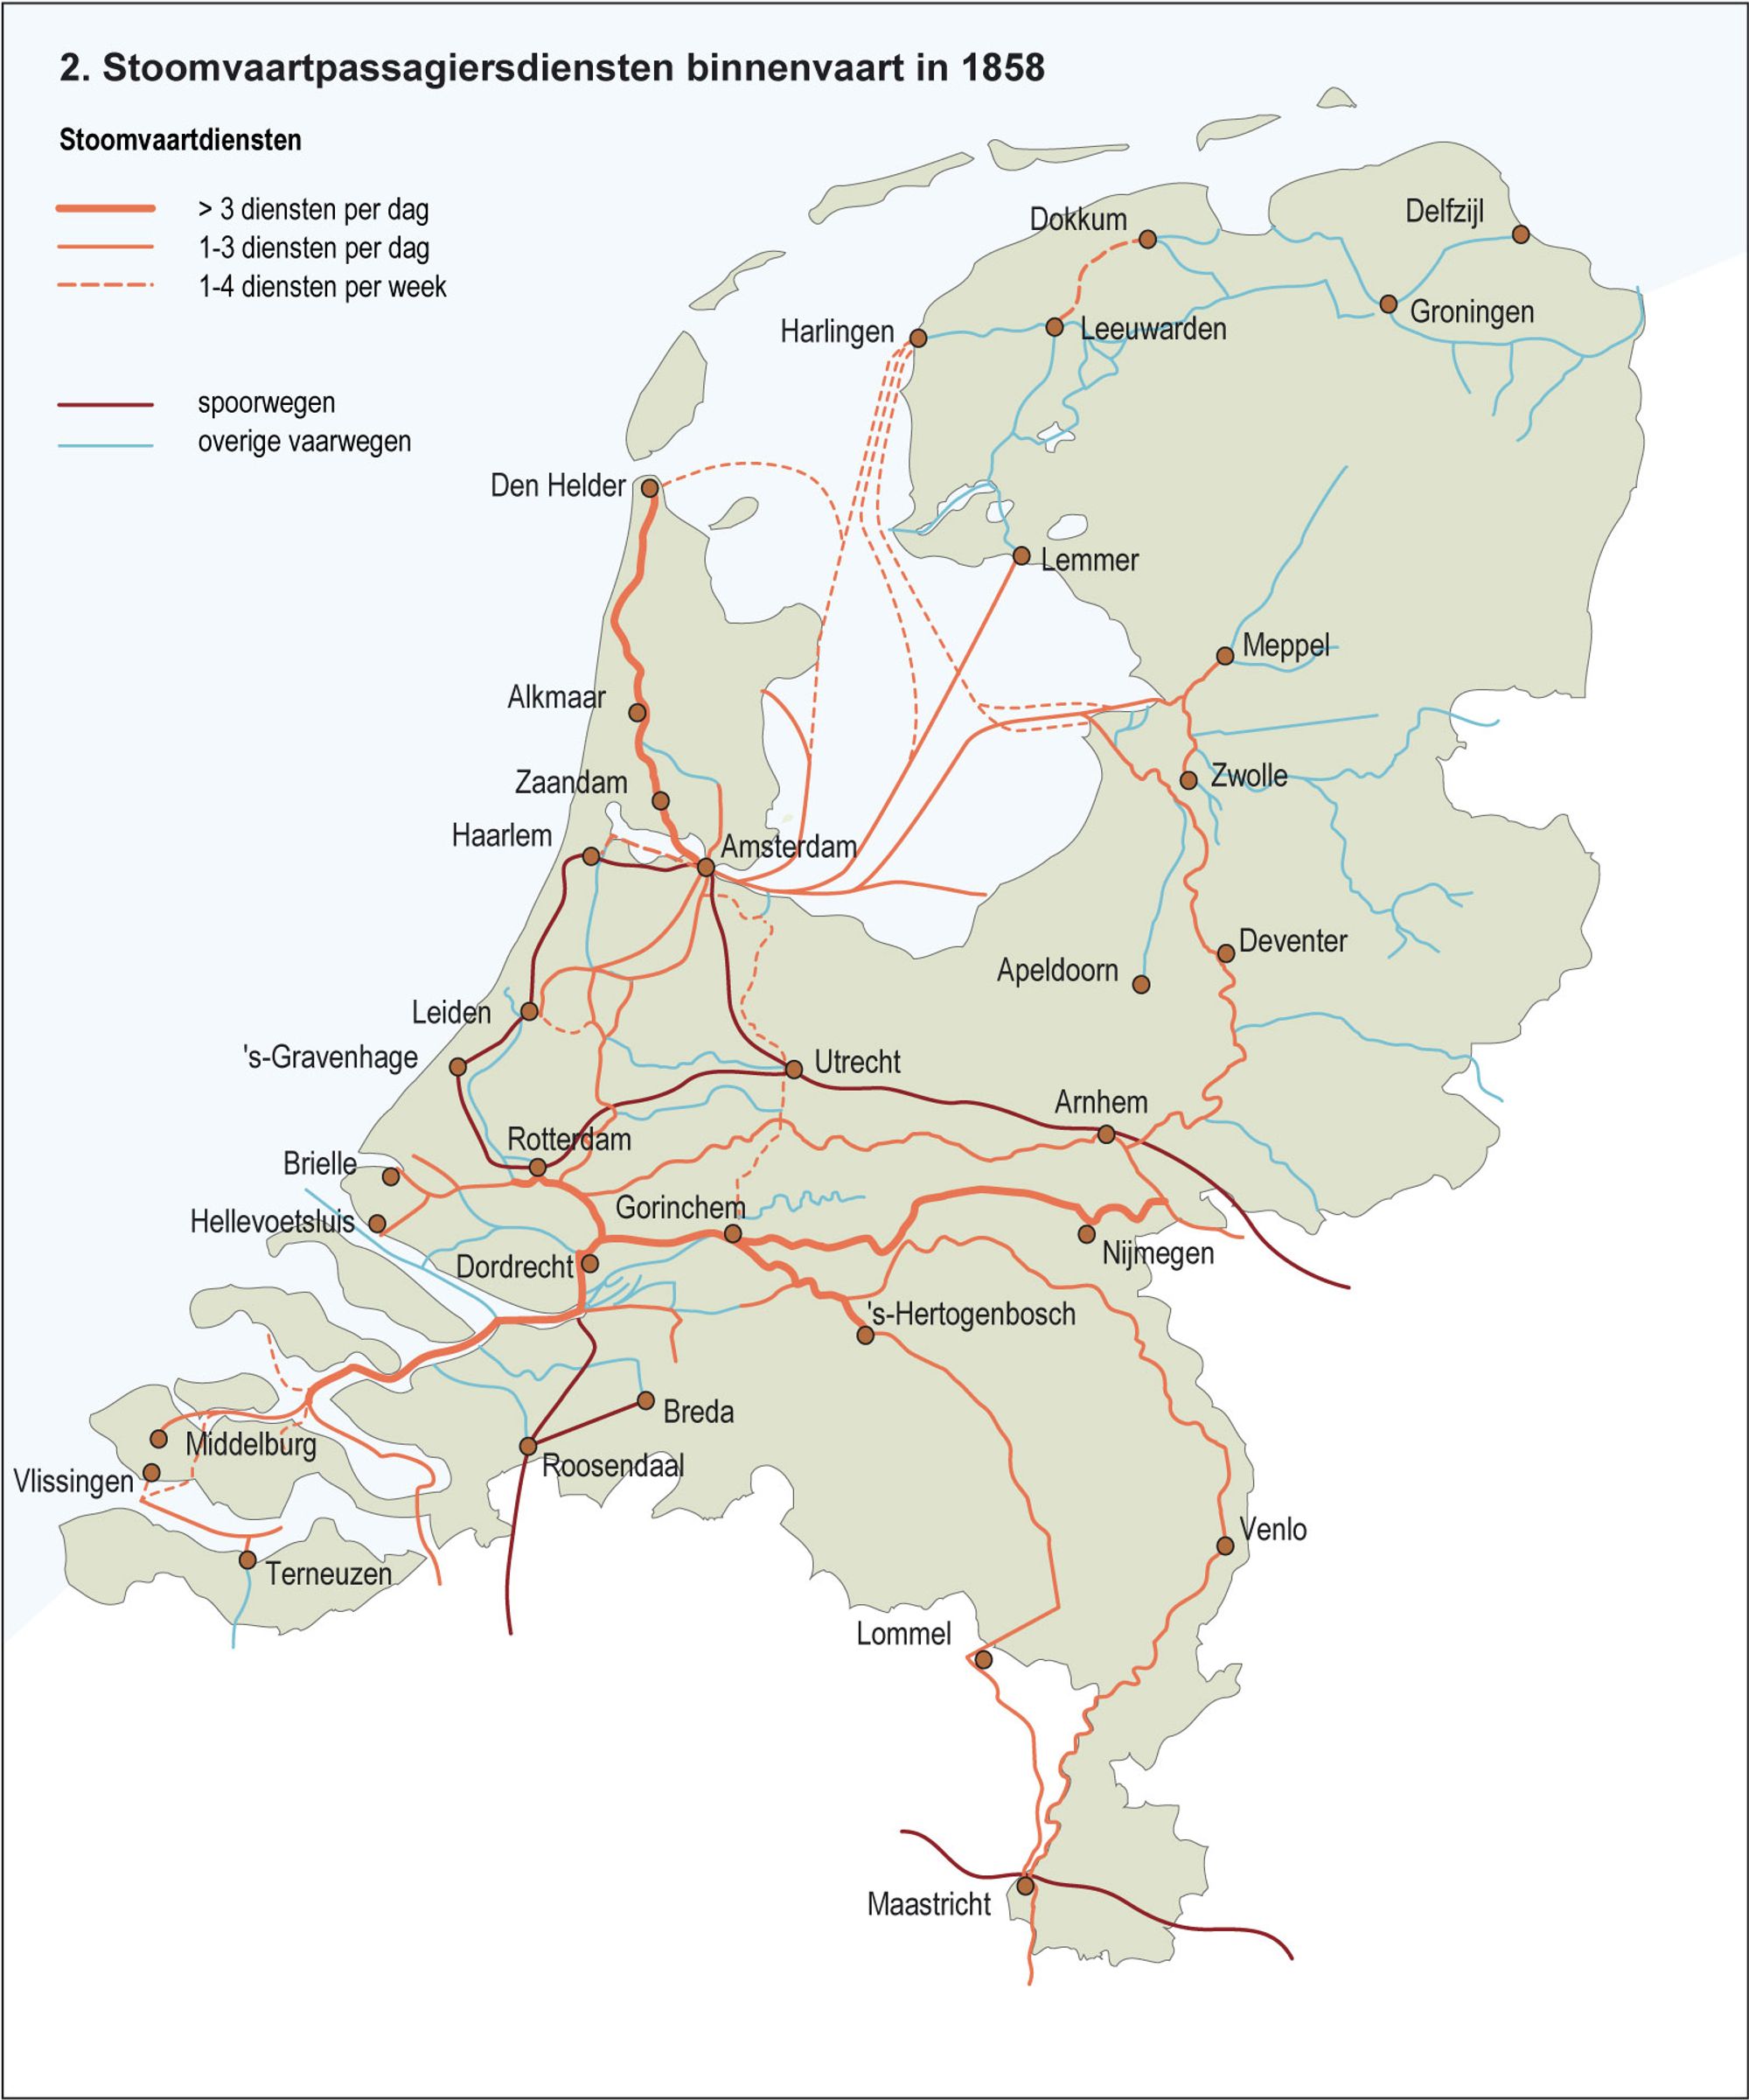 2. Stoomvaartpassagiersdiensten binnenvaart in 1858
Stoomvaartdiensten
> 3 diensten per dag
1-3 diensten per dag
1-4 diensten per week
spoorwegen
overige vaarwegen
Dokkum
Delfzijl
Harlingen
Leeuwarden
Groningen
Den Helder
Lemmer
Meppel
Alkmaar
Zaandam
Zwolle
Haarlem
Amsterdam
Deventer
Apeldoorn
Leiden
's-Gravenhage
Utrecht
Arnhem
Rotterdam
Brielle
Gorinchem
Hellevoetsluis
Nijmegen
Dordrecht
's-Hertogenbosch
Breda
Middelburg
Roosendaal
Vlissingen
Venlo
Terneuzen
Lommel
Maastricht